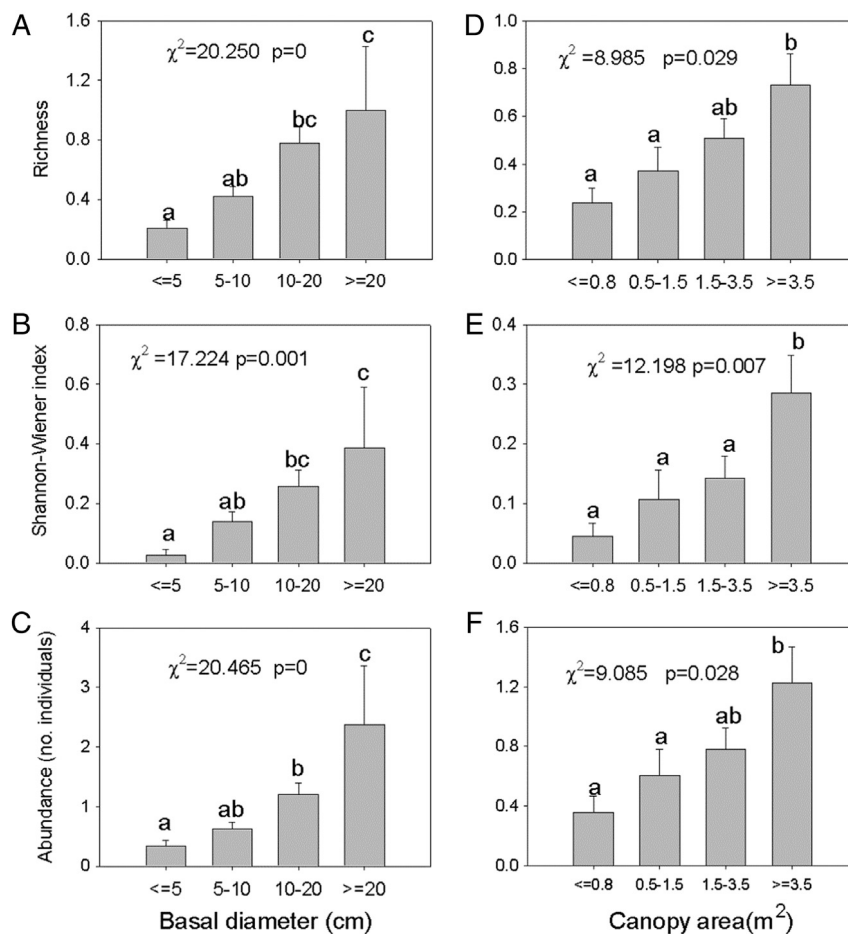 A
Richness
1.6
1.2
0.8
0.4
0.0
χ²=20.250 p=0
a
ab
bc
c
<=5 5-10 10-20 >=20
B
Shannon-Wiener index
0.8
0.6
0.4
0.2
0.0
χ² =17.224 p=0.001
a
ab
bc
c
<=5 5-10 10-20 >=20
C
Abundance (no. individuals)
4
3
2
1
0
χ²=20.465 p=0
a
ab
b
c
<=5 5-10 10-20 >=20
Basal diameter (cm)
D
1.0
0.8
0.6
0.4
0.2
0.0
χ² =8.985 p=0.029
a
a
ab
b
<=0.8 0.5-1.5 1.5-3.5 >=3.5
E
0.4
0.3
0.2
0.1
0.0
χ² =12.198 p=0.007
a
a
a
b
<=0.8 0.5-1.5 1.5-3.5 >=3.5
F
1.6
1.2
0.8
0.4
0.0
χ²=9.085 p=0.028
a
a
ab
b
<=0.8 0.5-1.5 1.5-3.5 >=3.5
Canopy area(m²)